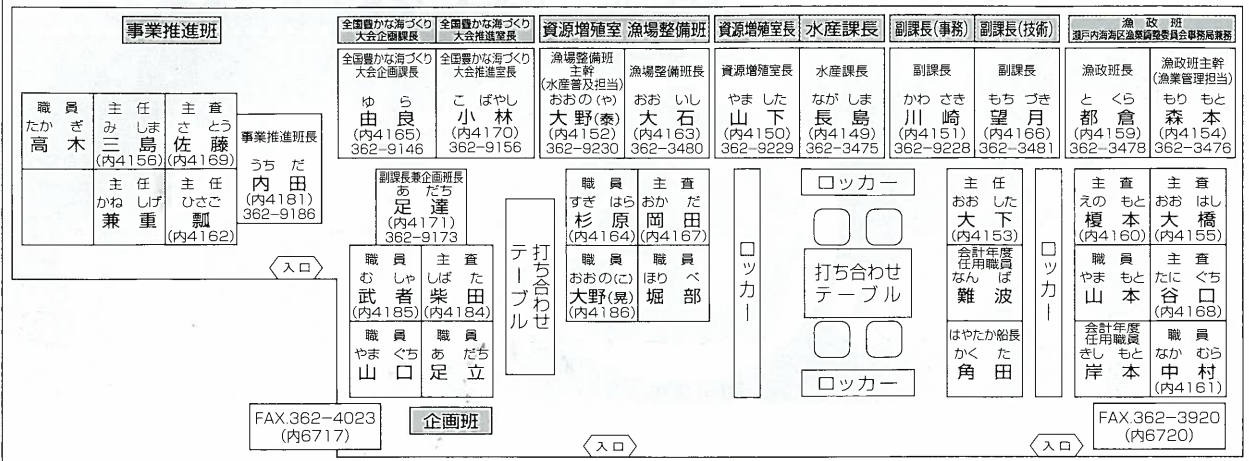 事業推進班
職員
たか ぎ
高木
主任
み しま
三島
(内4156)
主査
さ とう
佐藤
(内4169)
主任
かね しげ
兼重
主任
ひさご
瓢
(内4162)
事業推進班長
うち だ
内田
(内4181)
362-9186
入口
全国豊かな海づくり
大会企画課長
全国豊かな海づくり
大会企画課長
ゆ ら
由良
(内4165)
362-9146
全国豊かな海づくり
大会推進室長
全国豊かな海づくり
大会推進室長
こ ばやし
小林
(内4170)
362-9156
副課長兼企画班長
あ だち
足達
(内4171)
362-9173
職員
む しゃ
武者
(内4185)
主査
しば た
柴田
(内4184)
職員
やま ぐち
山口
職員
あ だち
足立
企画班
FAX.362-4023
(内6717)
打ち合わせ
テーブル
資源増殖室 漁場整備班
漁場整備班
主幹
(水産普及担当)
おおの(や)
大野(泰)
(内4152)
362-9230
漁場整備班長
おお いし
大石
(内4163)
362-3480
職員
すぎ はら
杉原
(内4164)
主査
おか だ
岡田
(内4167)
職員
おおの(こ)
大野(晃)
(内4186)
職員
ほり べ
堀部
入口
資源増殖室長
資源増殖室長
やま した
山下
(内4150)
362-9229
水産課長
水産課長
なが しま
長島
(内4149)
362-3475
ロッカー
ロッカー
打ち合わせ
テーブル
ロッカー
副課長(事務)
副課長
かわ さき
川崎
(内4151)
362-9228
副課長(技術)
副課長
もち づき
望月
(内4166)
362-3481
主任
おお した
大下
(内4153)
会計年度
任用職員
なん ば
難波
はやたか船長
かく た
角田
ロッカー
入口
漁政班
瀬戸内海海区漁業調整委員会事務局兼務
漁政班長
と くら
都倉
(内4159)
362-3478
漁政班主幹
(漁業管理担当)
もり もと
森本
(内4154)
362-3476
主査
えの もと
榎本
(内4160)
主査
おお はし
大橋
(内4155)
職員
やま もと
山本
主査
たに ぐち
谷口
(内4168)
会計年度
任用職員
きし もと
岸本
職員
なか むら
中村
(内4161)
FAX.362-3920
(内6720)